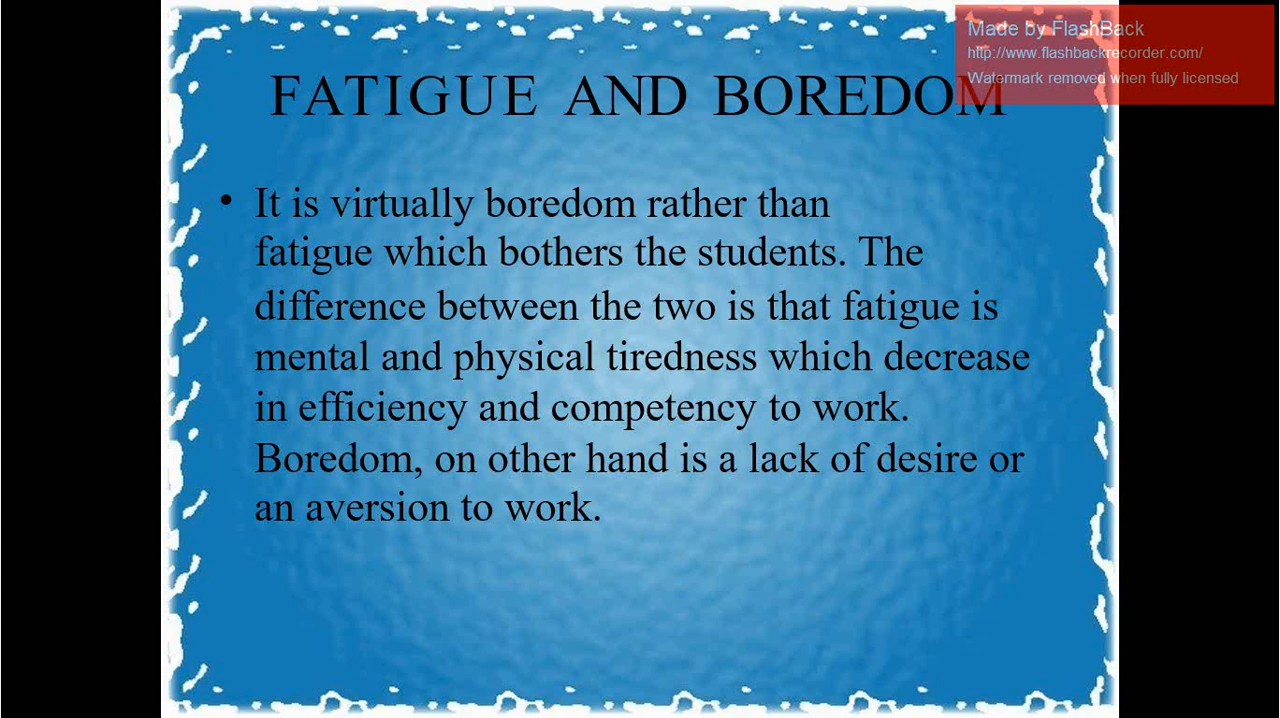 Made by FlashBack
http://www.flashbackrecorder.com/
Watermark removed when fully licensed
FATIGUE AND BOREDOM
• It is virtually boredom rather than
fatigue which bothers the students. The
difference between the two is that fatigue is
mental and physical tiredness which decrease
in efficiency and competency to work.
Boredom, on other hand is a lack of desire or
an aversion to work.